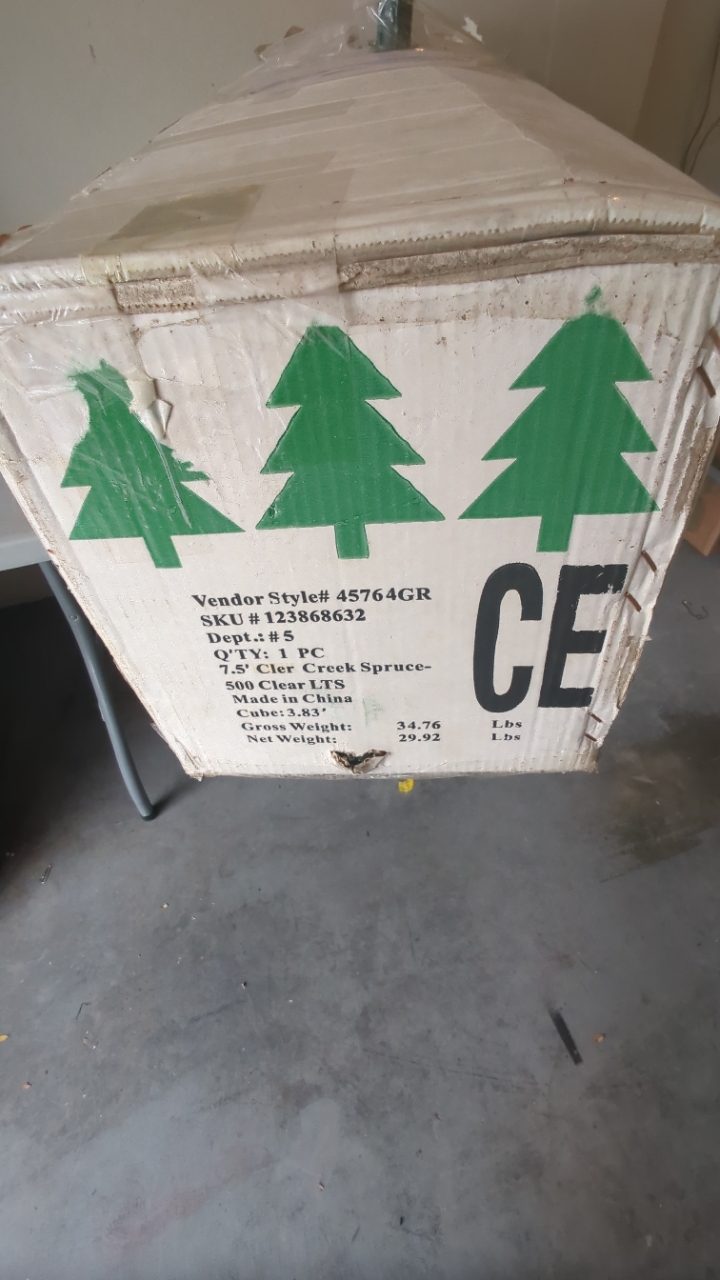 Vendor Style# 45764GR
SKU # 123868632
Dept.: # 5
Q'TY: 1 PC
7.5' Cler Creek Spruce-
500 Clear LTS
Made in China
Cube: 3.83'
Gross Weight: 34.76 Lbs
Net Weight: 29.92 Lbs
CE